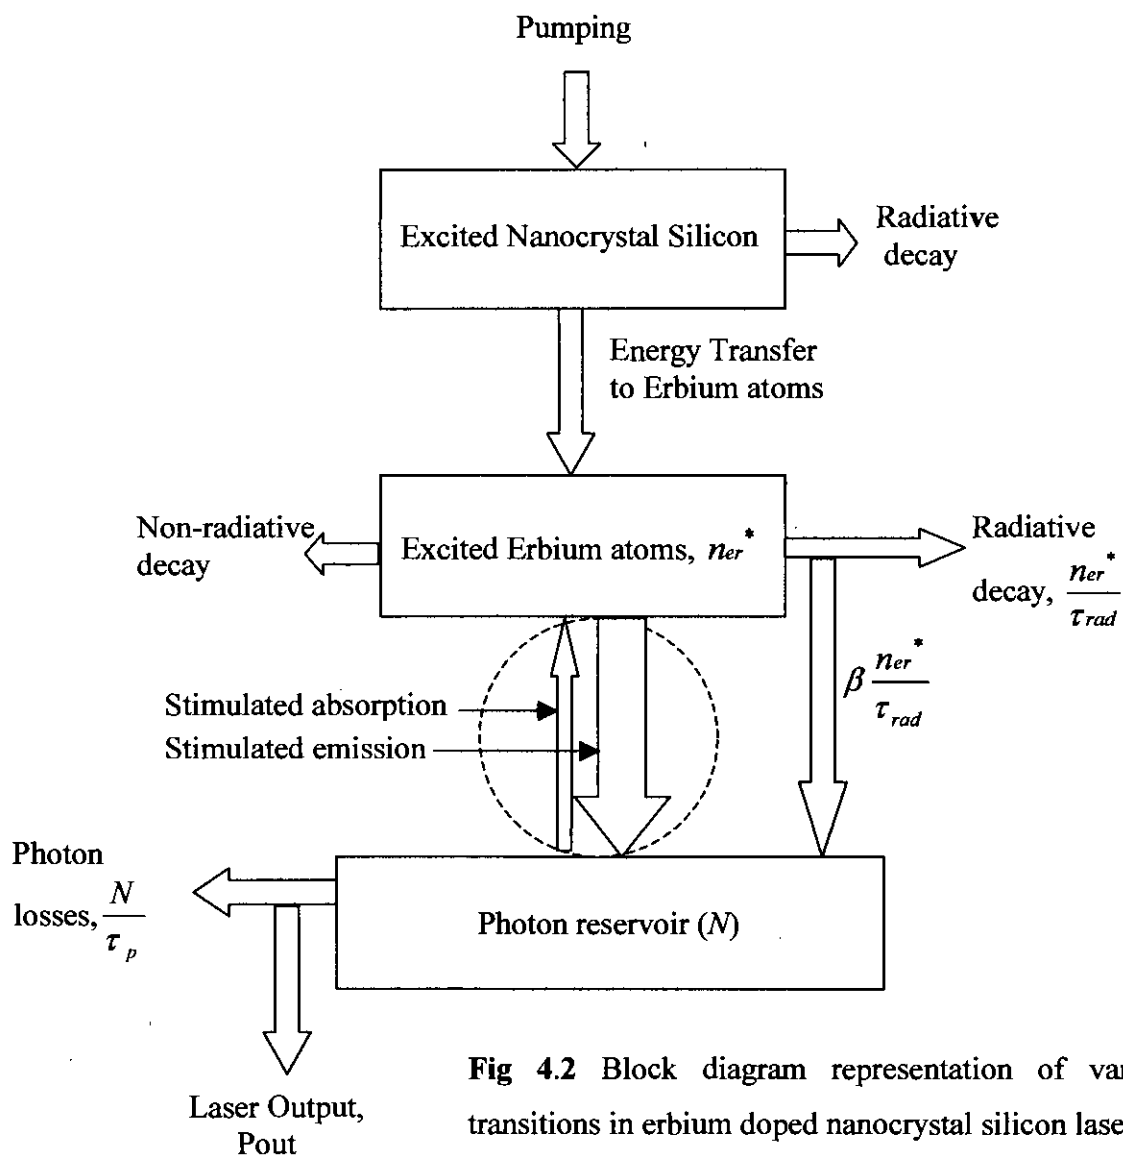 Pumping
Excited Nanocrystal Silicon
Radiative
decay
Energy Transfer
to Erbium atoms
Non-radiative
decay
Excited Erbium atoms, n_er^*
Radiative
decay, n_er^*/τ_rad
β n_er^*/τ_rad
Stimulated absorption
Stimulated emission
Photon
losses, N/τ_p
Photon reservoir (N)
Laser Output,
Pout
Fig 4.2 Block diagram representation of var
transitions in erbium doped nanocrystal silicon lase